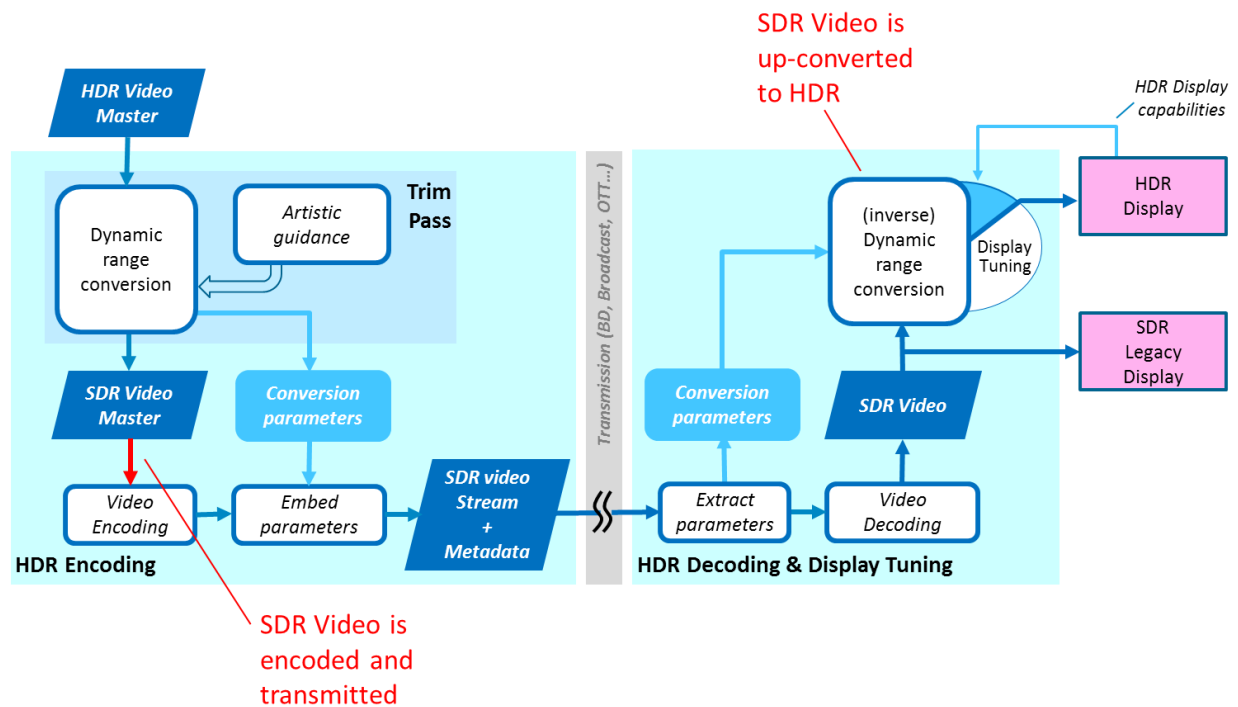 SDR Video is
up-converted
to HDR
HDR Video
Master
HDR Display
capabilities
Trim
Pass
Artistic
guidance
Dynamic
range
conversion
Transmission (BD, Broadcast, OTT...)
(inverse)
Dynamic
range
conversion
Display
Tuning
HDR
Display
SDR
Legacy
Display
SDR Video
Master
Conversion
parameters
Conversion
parameters
SDR Video
Video
Encoding
Embed
parameters
SDR video
Stream
+
Metadata
Extract
parameters
Video
Decoding
HDR Encoding
HDR Decoding & Display Tuning
SDR Video is
encoded and
transmitted